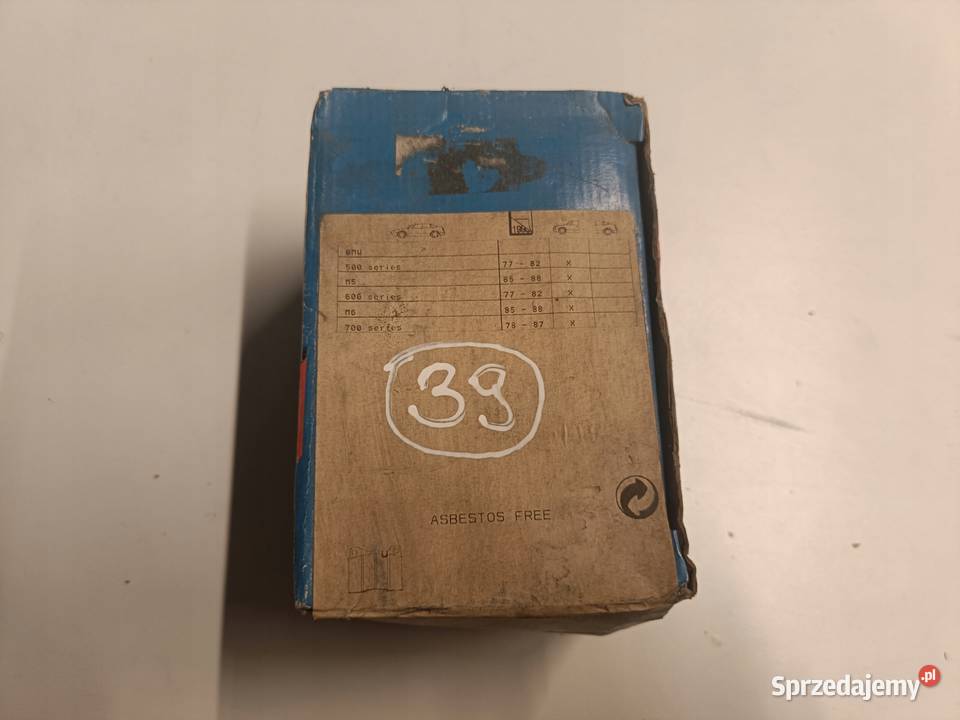 199
BMW
500 series 77 - 82 X
M5 85 - 88 X
600 series 77 - 82 X
M6 85 - 88 X
700 series 78 - 87 X
39
ASBESTOS FREE
Sprzedajemy.pl